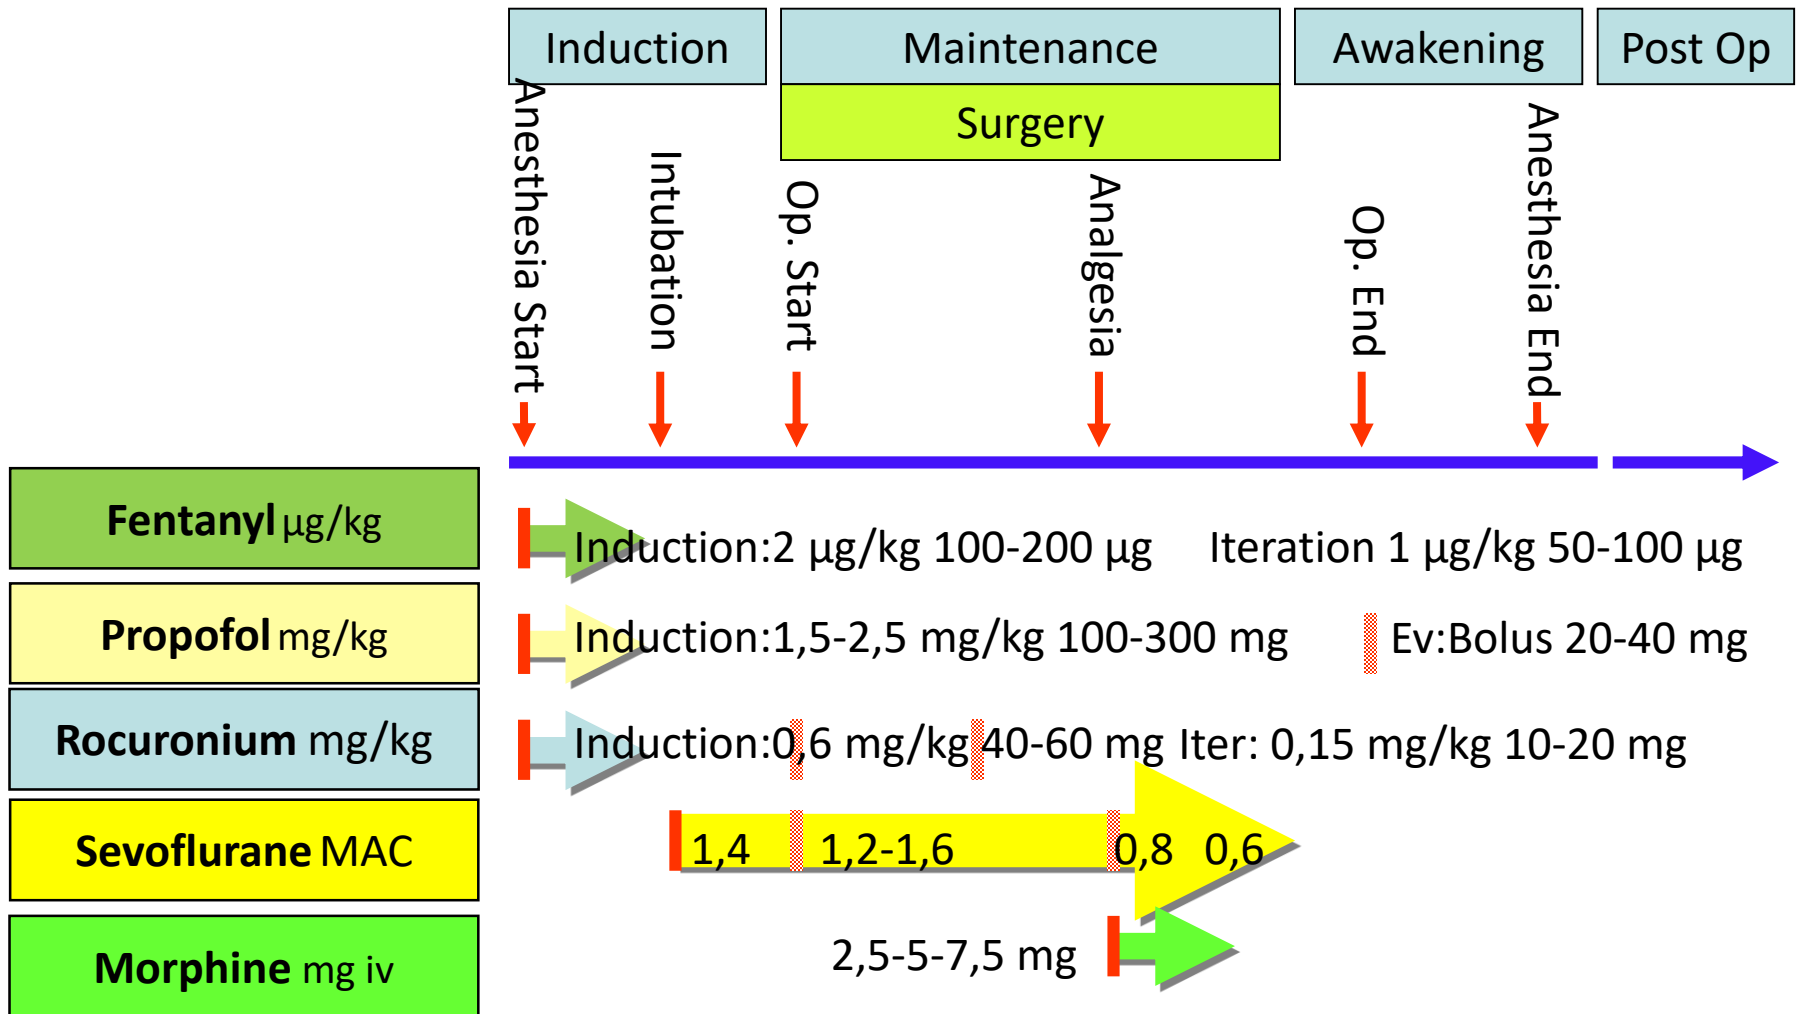 Induction
Maintenance
Awakening
Post Op
Surgery
Anesthesia Start
Intubation
Op. Start
Analgesia
Op. End
Anesthesia End
Fentanyl µg/kg
Induction:2 µg/kg 100-200 µg
Iteration 1 µg/kg 50-100 µg
Propofol mg/kg
Induction:1,5-2,5 mg/kg 100-300 mg
Ev:Bolus 20-40 mg
Rocuronium mg/kg
Induction:0,6 mg/kg 40-60 mg
Iter: 0,15 mg/kg 10-20 mg
Sevoflurane MAC
1,4
1,2-1,6
0,8
0,6
Morphine mg iv
2,5-5-7,5 mg